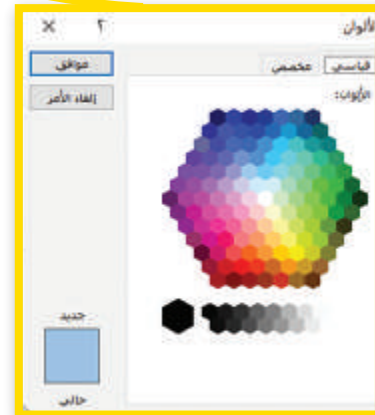 الألوان
؟ ×
قياسي مخصص
موافق
إلغاء الأمر
الألوان:
جديد
حالي